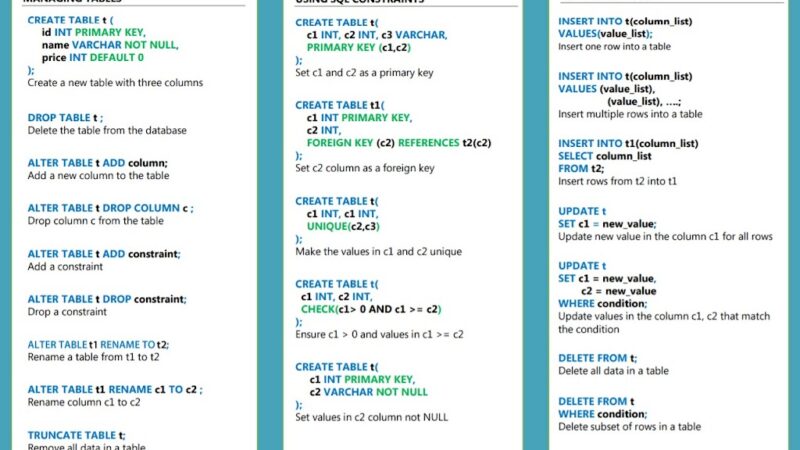 MANAGING TABLES
CREATE TABLE t (
id INT PRIMARY KEY,
name VARCHAR NOT NULL,
price INT DEFAULT 0
);
Create a new table with three columns
DROP TABLE t ;
Delete the table from the database
ALTER TABLE t ADD column;
Add a new column to the table
ALTER TABLE t DROP COLUMN c ;
Drop column c from the table
ALTER TABLE t ADD constraint;
Add a constraint
ALTER TABLE t DROP constraint;
Drop a constraint
ALTER TABLE t1 RENAME TO t2;
Rename a table from t1 to t2
ALTER TABLE t1 RENAME c1 TO c2 ;
Rename column c1 to c2
TRUNCATE TABLE t;
Remove all data in a table
USING SQL CONSTRAINTS
CREATE TABLE t(
c1 INT, c2 INT, c3 VARCHAR,
PRIMARY KEY (c1,c2)
);
Set c1 and c2 as a primary key
CREATE TABLE t1(
c1 INT PRIMARY KEY,
c2 INT,
FOREIGN KEY (c2) REFERENCES t2(c2)
);
Set c2 column as a foreign key
CREATE TABLE t(
c1 INT, c1 INT,
UNIQUE(c2,c3)
);
Make the values in c1 and c2 unique
CREATE TABLE t(
c1 INT, c2 INT,
CHECK(c1> 0 AND c1 >= c2)
);
Ensure c1 > 0 and values in c1 >= c2
CREATE TABLE t(
c1 INT PRIMARY KEY,
c2 VARCHAR NOT NULL
);
Set values in c2 column not NULL
INSERT INTO t(column_list)
VALUES(value_list);
Insert one row into a table
INSERT INTO t(column_list)
VALUES (value_list),
(value_list), ….;
Insert multiple rows into a table
INSERT INTO t1(column_list)
SELECT column_list
FROM t2;
Insert rows from t2 into t1
UPDATE t
SET c1 = new_value;
Update new value in the column c1 for all rows
UPDATE t
SET c1 = new_value,
c2 = new_value
WHERE condition;
Update values in the column c1, c2 that match
the condition
DELETE FROM t;
Delete all data in a table
DELETE FROM t
WHERE condition;
Delete subset of rows in a table